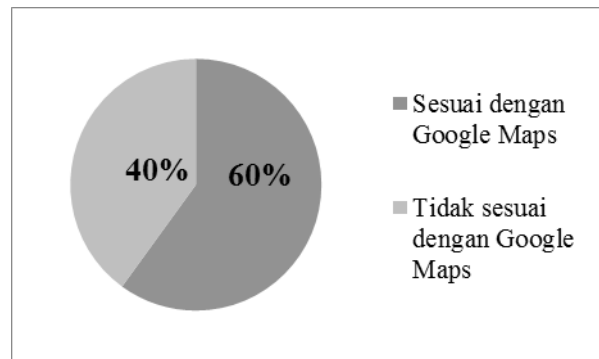 40%
60%
Sesuai dengan
Google Maps
Tidak sesuai
dengan Google
Maps